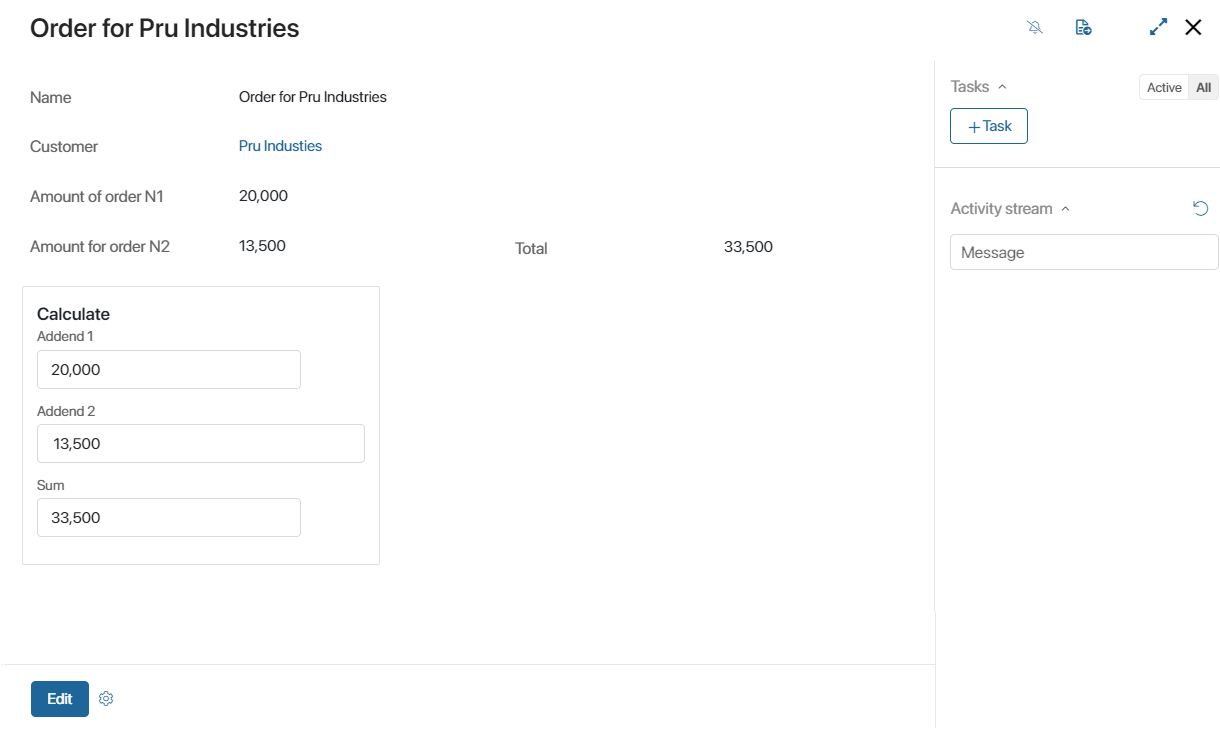 Order for Pru Industries
Name Order for Pru Industries
Customer Pru Industies
Amount of order N1 20,000
Amount for order N2 13,500 Total 33,500
Calculate
Addend 1
20,000
Addend 2
13,500
Sum
33,500
Edit
Tasks Active All
+ Task
Activity stream
Message